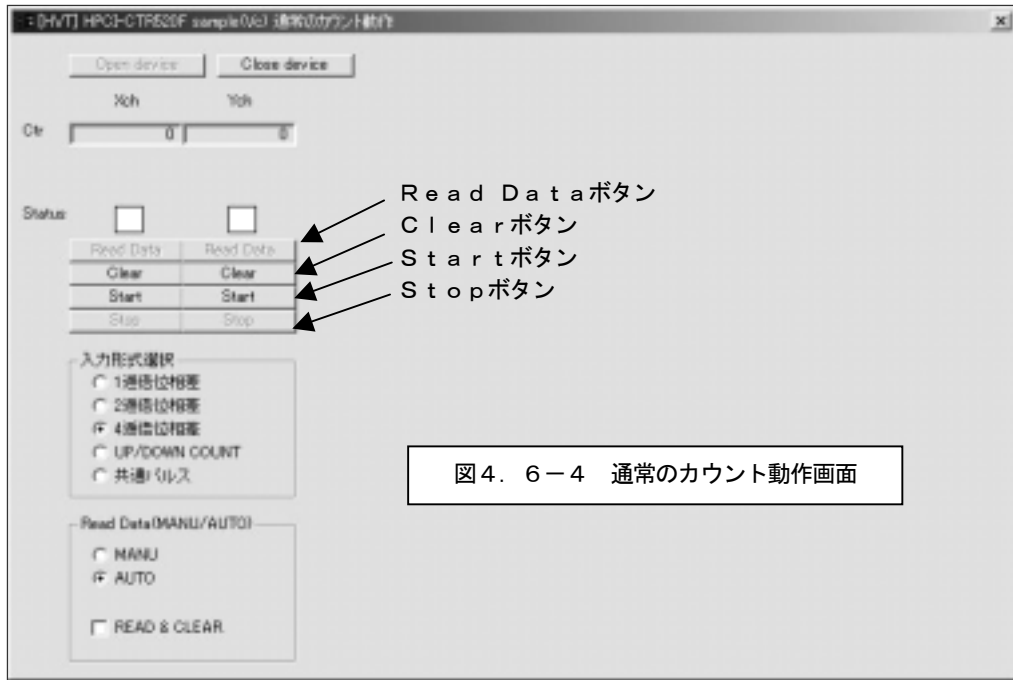 [HIVT] HPCI-CTR520F sample(Vc) 通常のカウント動作
Open device Close device
Xch Ych
Ctr 0 0
Status
Read Data Read Data
Clear Clear
Start Start
Stop Stop
Ｒｅａｄ Ｄａｔａボタン
Ｃｌｅａｒボタン
Ｓｔａｒｔボタン
Ｓｔｏｐボタン
入力形式選択
1逓倍位相差
2逓倍位相差
4逓倍位相差
UP/DOWN COUNT
共通パルス
図４．６－４ 通常のカウント動作画面
Read Data(MANU/AUTO)
MANU
AUTO
READ & CLEAR